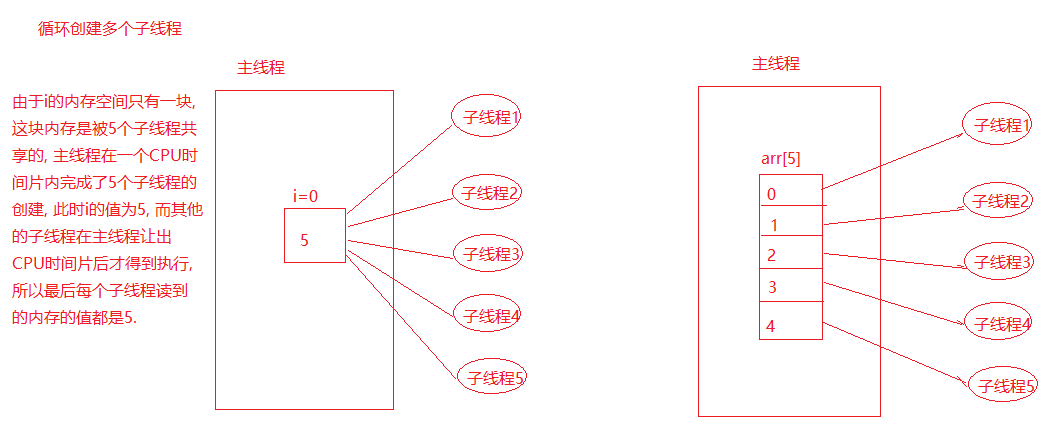 循环创建多个子线程
主线程
由于i的内存空间只有一块,
这块内存是被5个子线程共
享的, 主线程在一个CPU时
间片内完成了5个子线程的
创建, 此时i的值为5, 而其他
的子线程在主线程让出
CPU时间片后才得到执行,
所以最后每个子线程读到
的内存的值都是5.
i=0
5
子线程1
子线程2
子线程3
子线程4
子线程5
主线程
arr[5]
0
1
2
3
4
子线程1
子线程2
子线程3
子线程4
子线程5